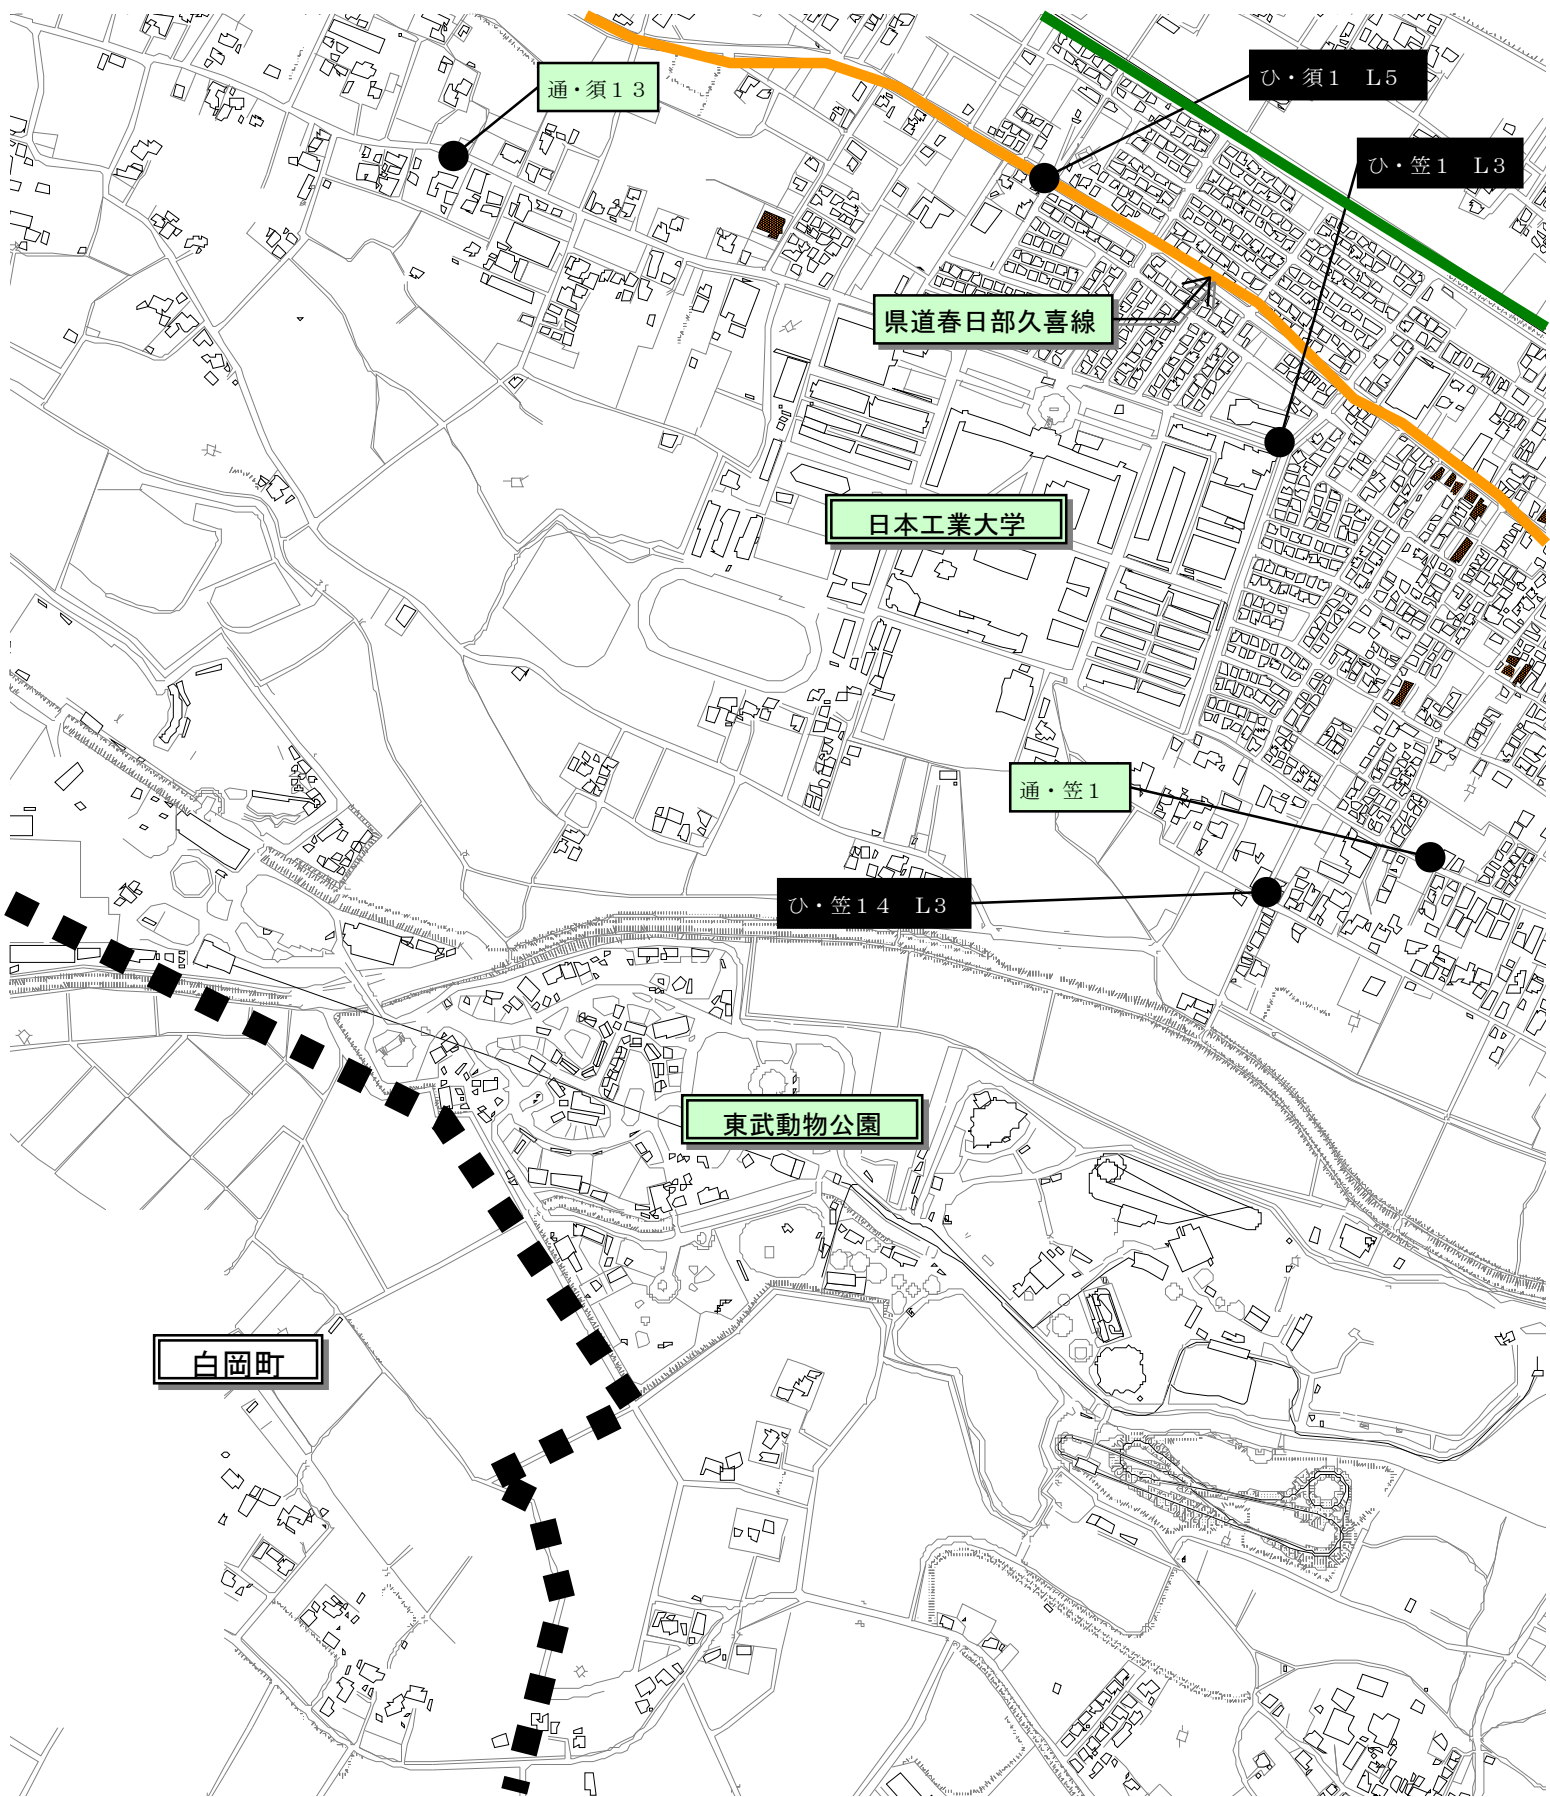 ひ・須１　Ｌ５
通・須１３
ひ・笠１　Ｌ３
県道春日部久喜線
日本工業大学
通・笠１
ひ・笠１４　Ｌ３
東武動物公園
白岡町